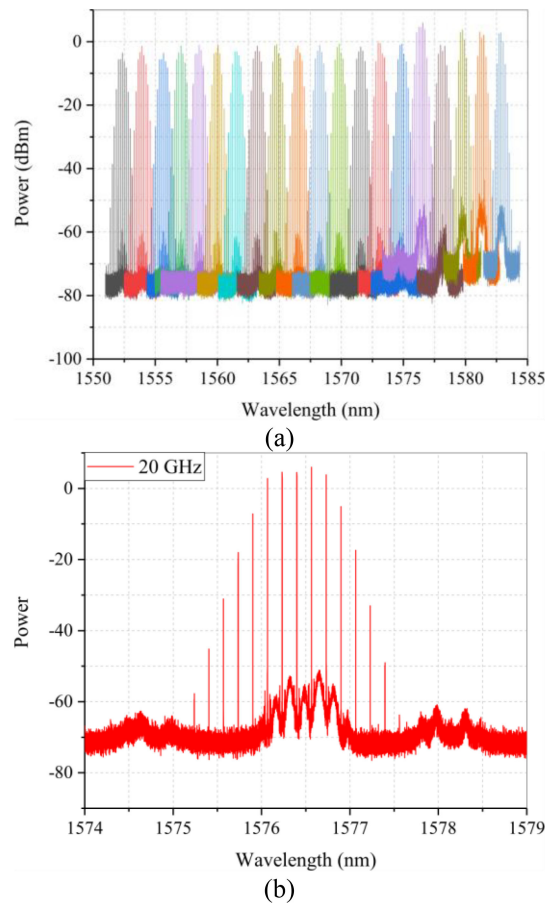 0
-20
-40
-60
-80
-100
Power (dBm)
1550 1555 1560 1565 1570 1575 1580 1585
Wavelength (nm)
(a)
20 GHz
0
-20
-40
-60
-80
Power
1574 1575 1576 1577 1578 1579
Wavelength (nm)
(b)